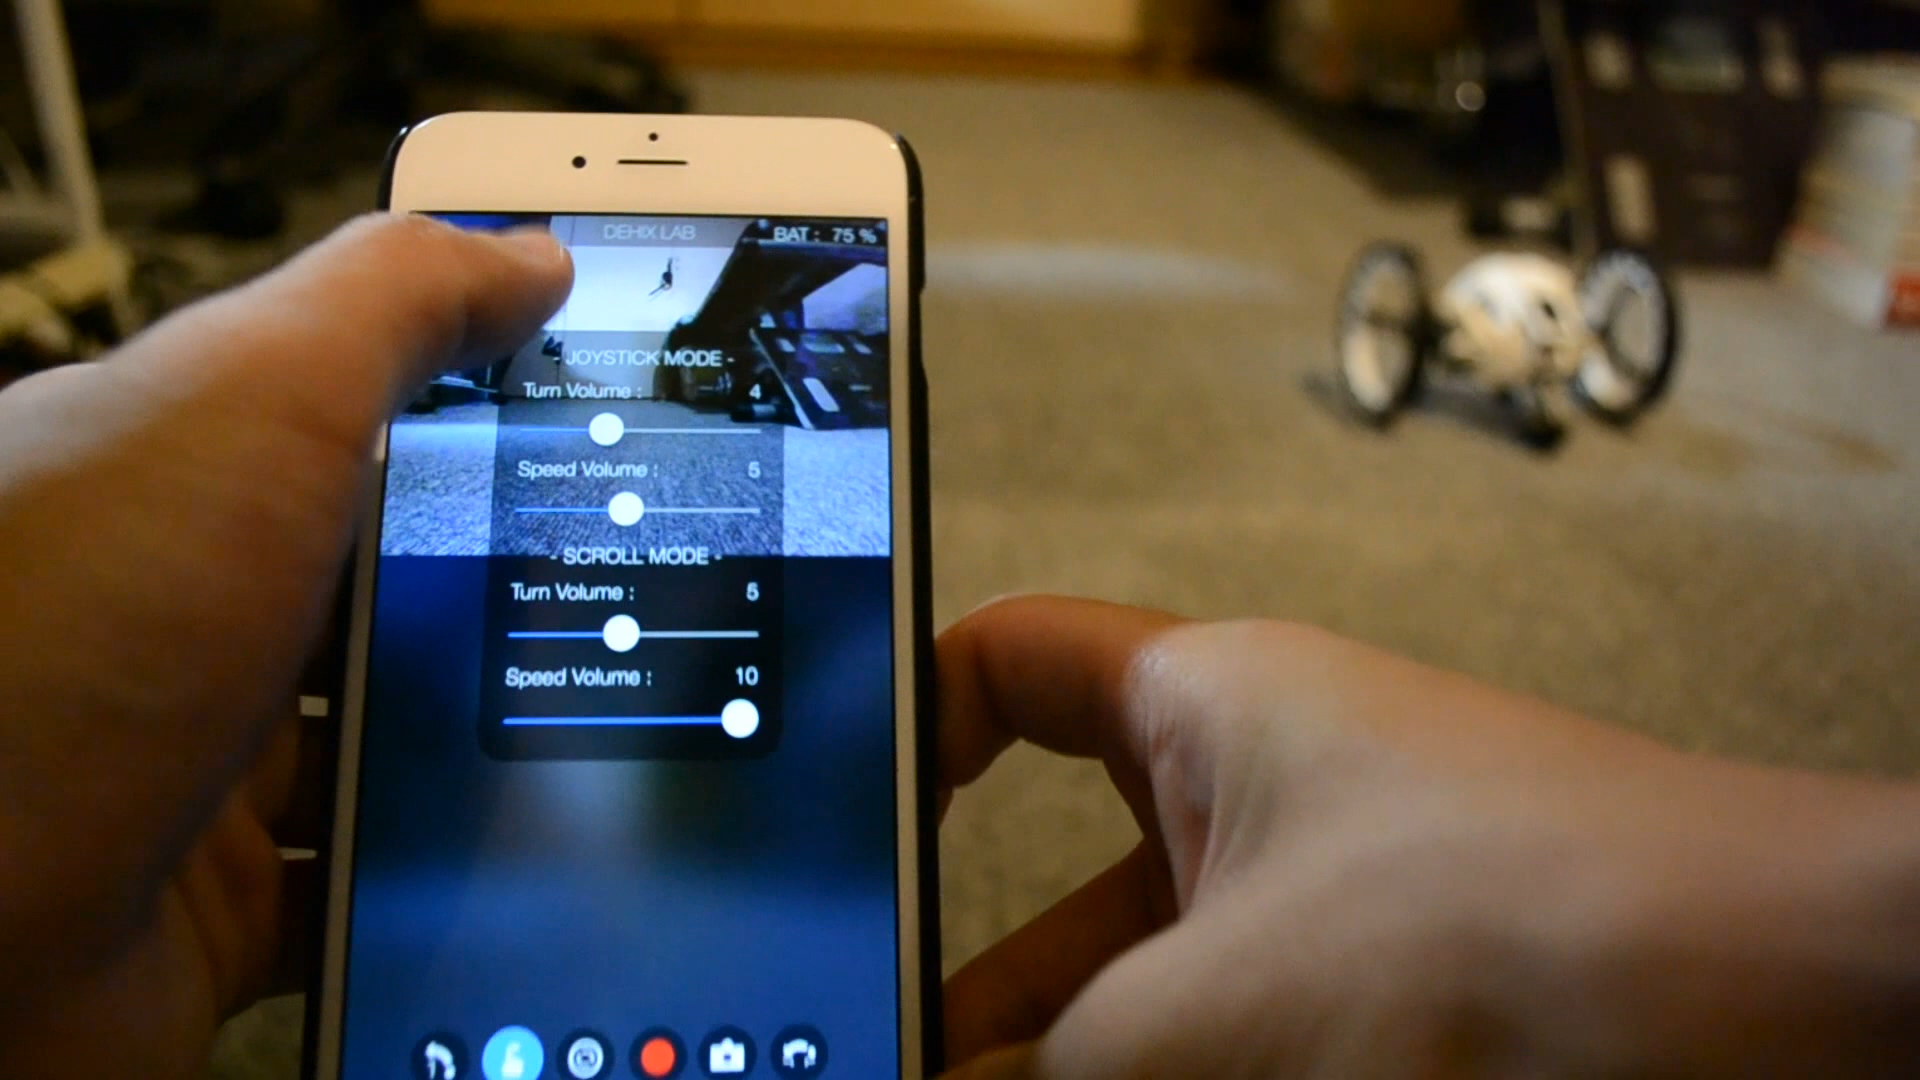 DEHIX LAB
BAT : 75 %
- JOYSTICK MODE -
Turn Volume : 4
Speed Volume : 5
- SCROLL MODE -
Turn Volume : 5
Speed Volume : 10